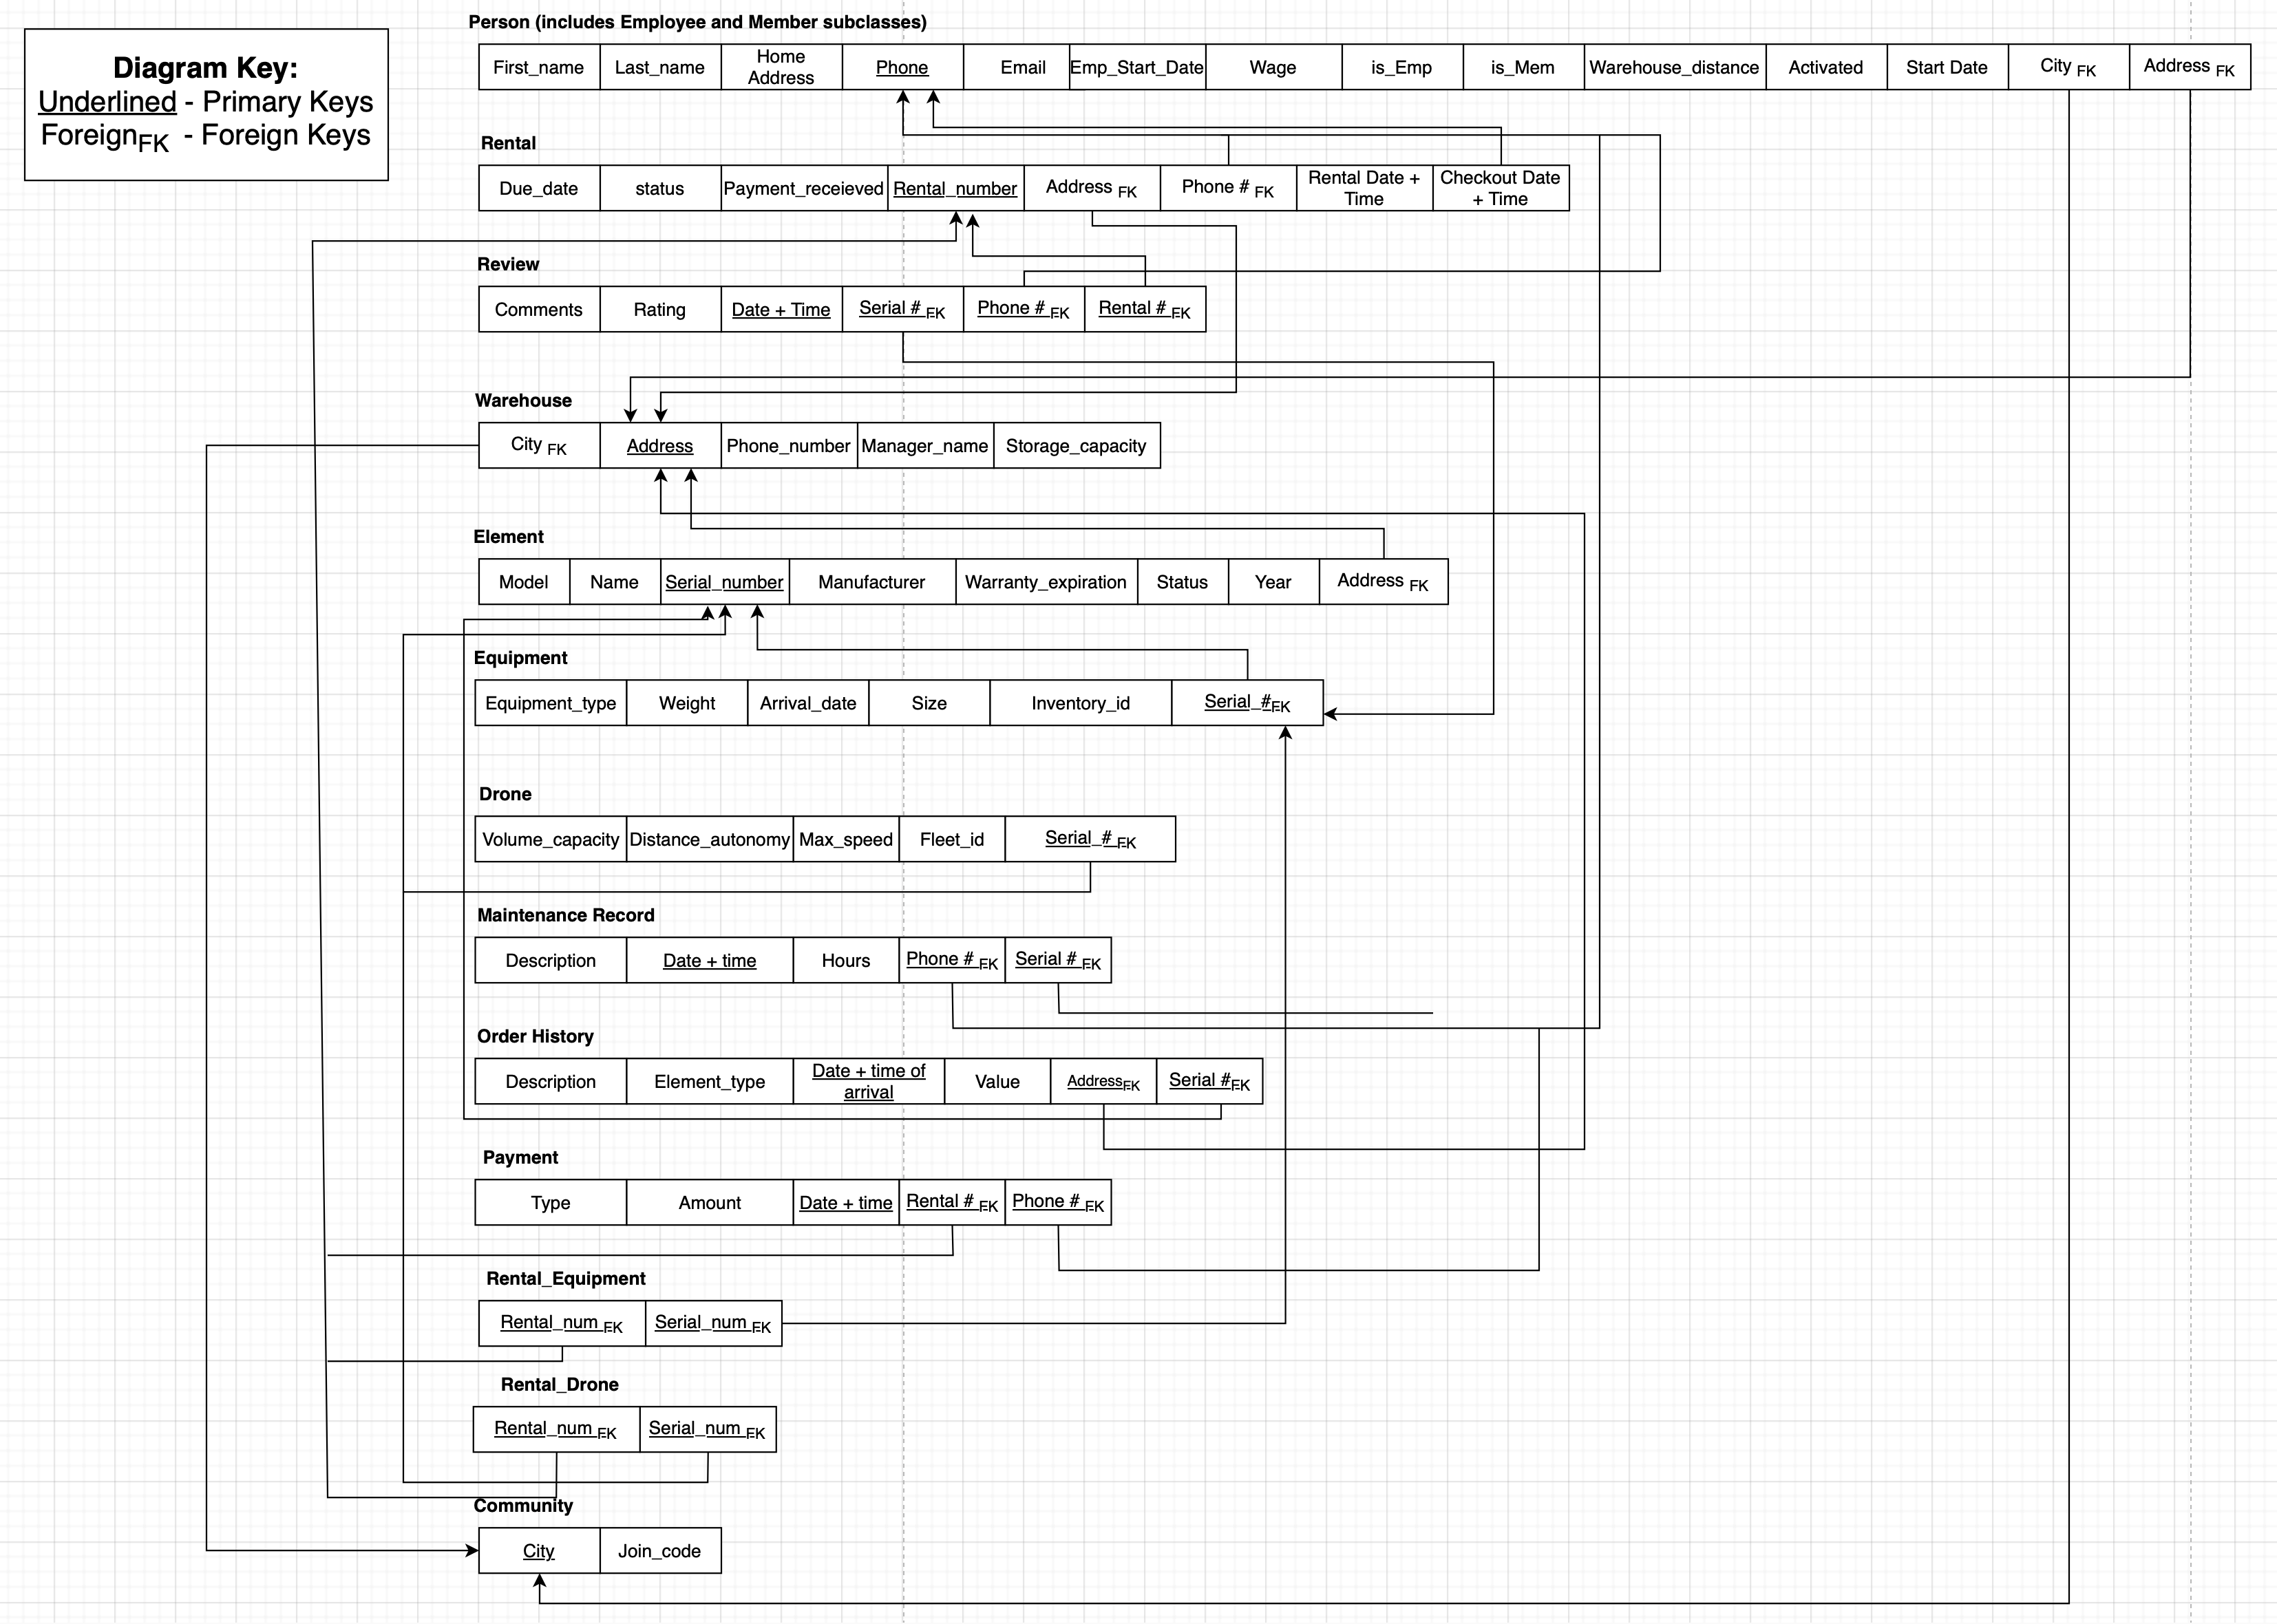 Person (includes Employee and Member subclasses)
Diagram Key:
Underlined - Primary Keys
Foreign FK - Foreign Keys
First_name Last_name Home Address Phone Email Emp_Start_Date Wage is_Emp is_Mem Warehouse_distance Activated Start Date City FK Address FK
Rental
Due_date status Payment_receieved Rental_number Address FK Phone # FK Rental Date + Time Checkout Date + Time
Review
Comments Rating Date + Time Serial # FK Phone # FK Rental # FK
Warehouse
City FK Address Phone_number Manager_name Storage_capacity
Element
Model Name Serial_number Manufacturer Warranty_expiration Status Year Address FK
Equipment
Equipment_type Weight Arrival_date Size Inventory_id Serial_# FK
Drone
Volume_capacity Distance_autonomy Max_speed Fleet_id Serial_# FK
Maintenance Record
Description Date + time Hours Phone # FK Serial # FK
Order History
Description Element_type Date + time of arrival Value Address FK Serial # FK
Payment
Type Amount Date + time Rental # FK Phone # FK
Rental_Equipment
Rental_num FK Serial_num FK
Rental_Drone
Rental_num FK Serial_num FK
Community
City Join_code